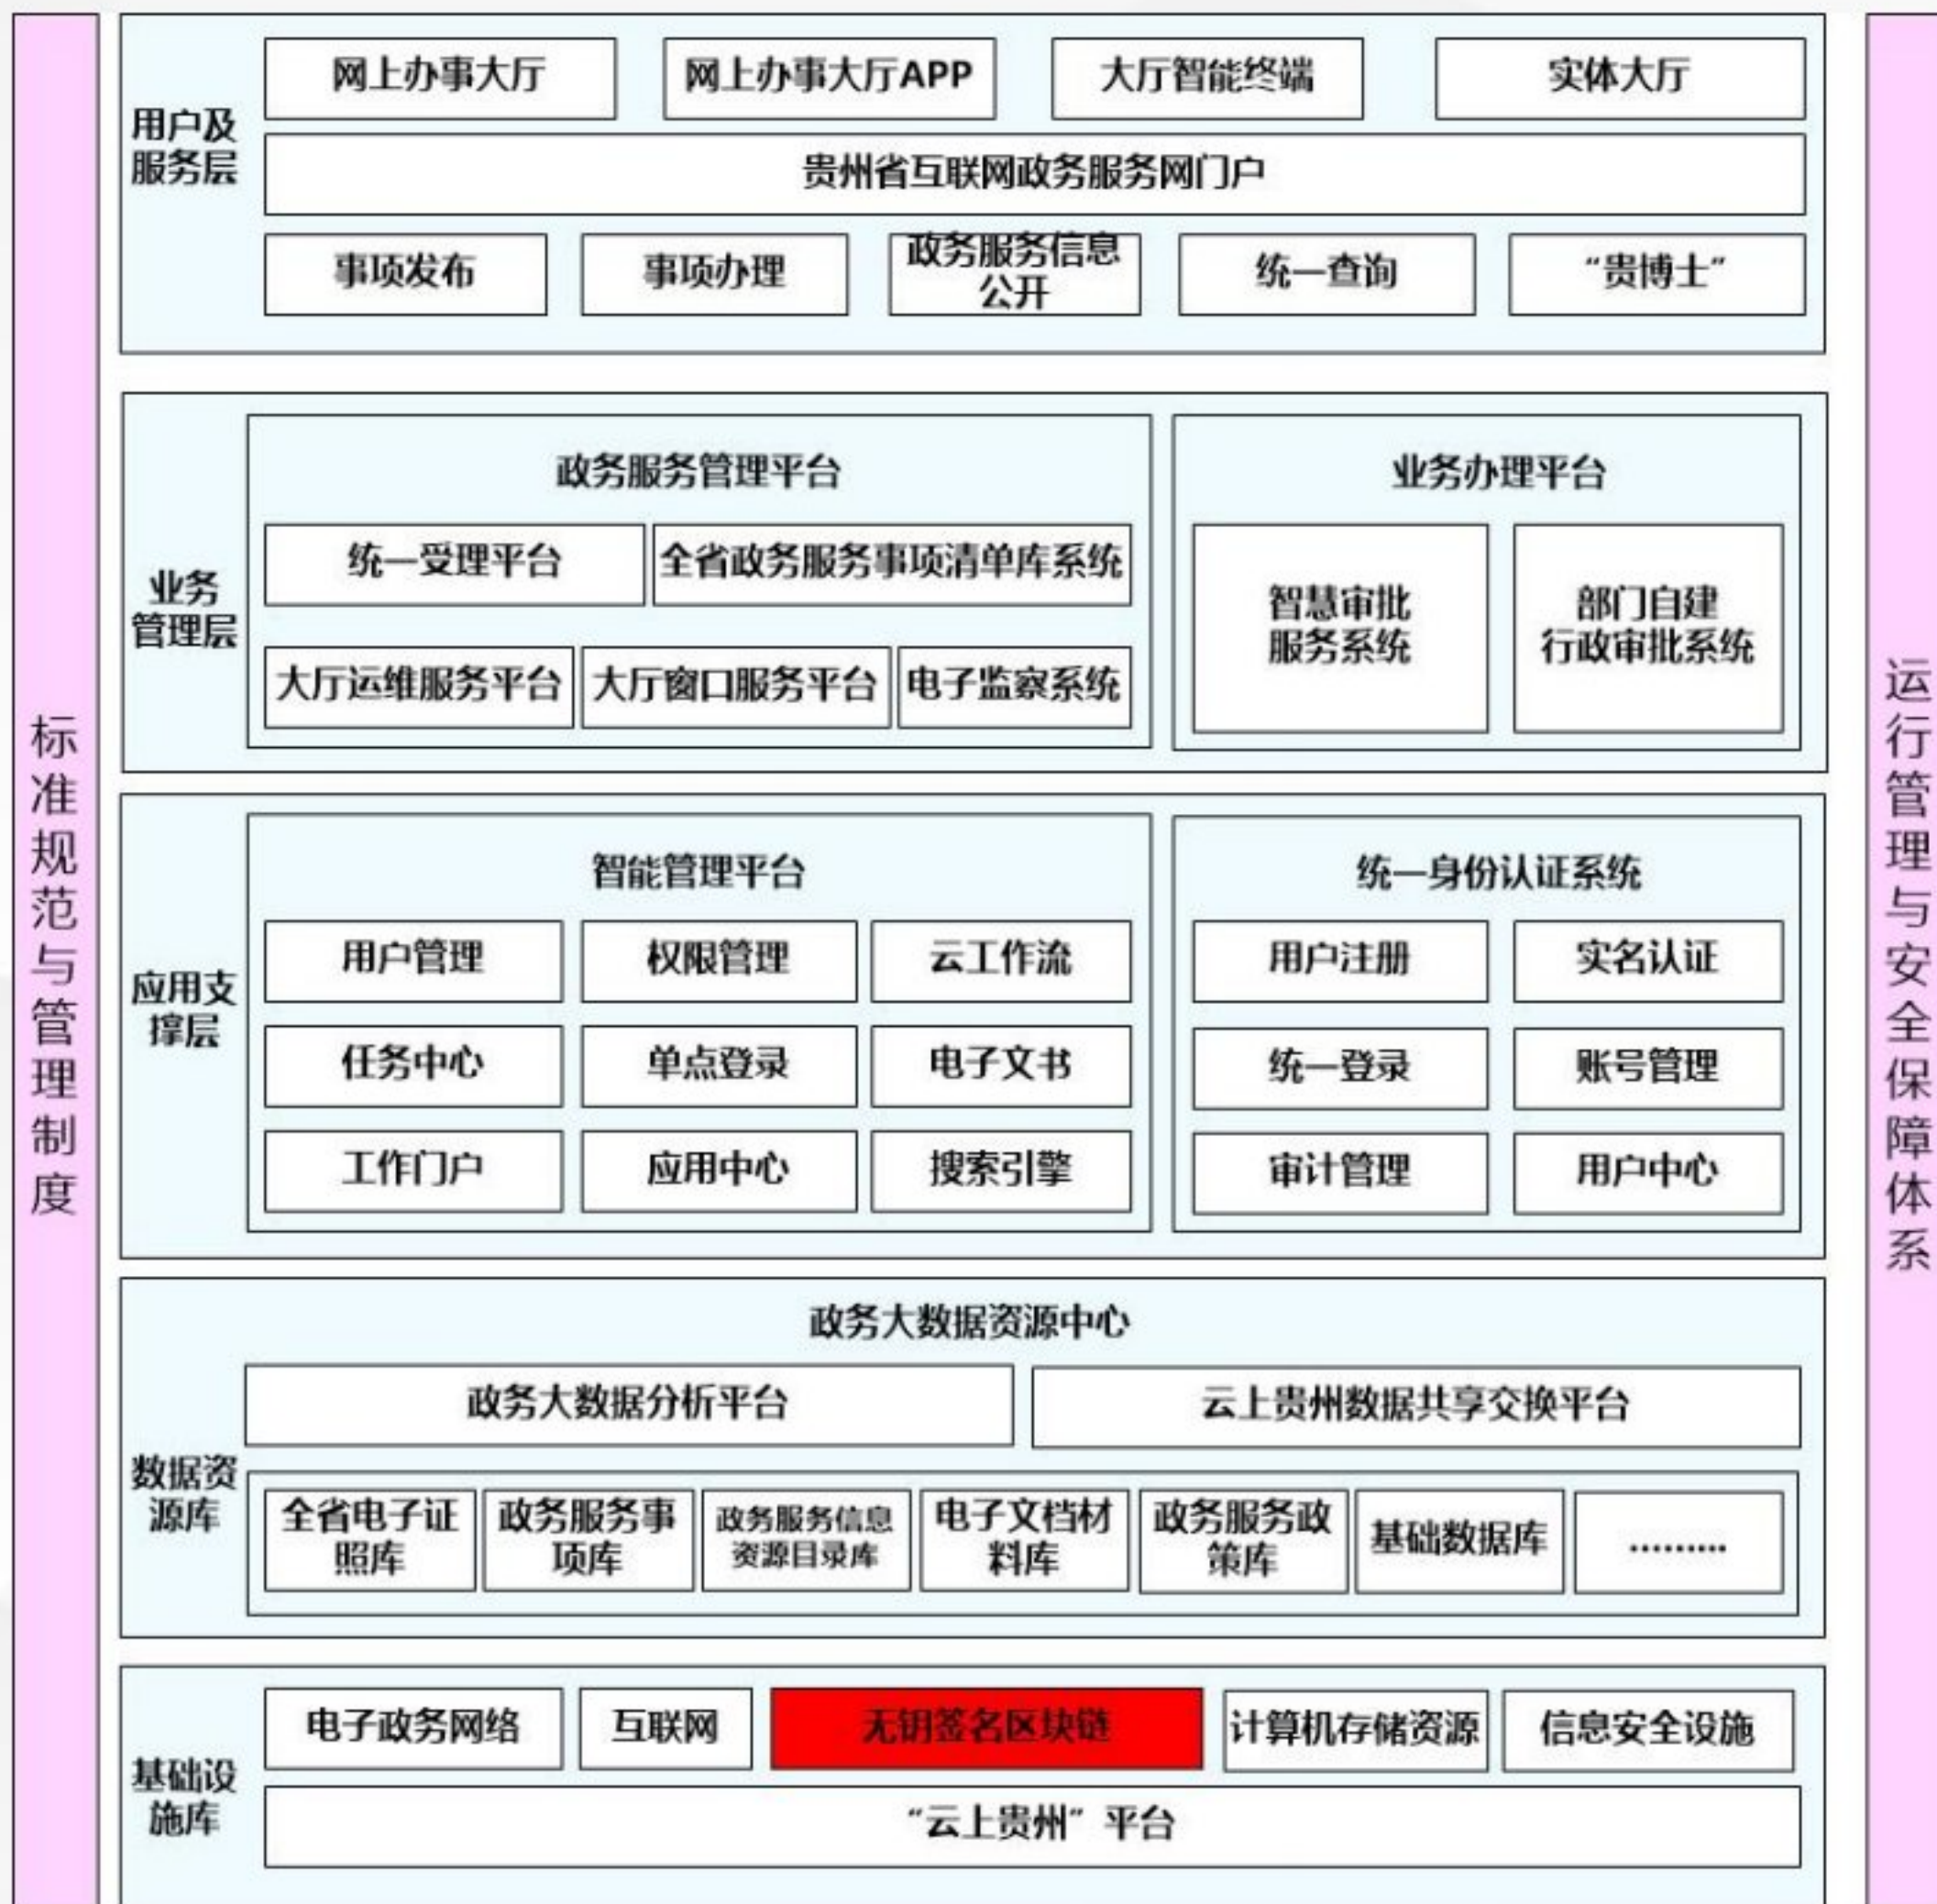 标准规范与管理制度
用户及
服务层
网上办事大厅
网上办事大厅APP
大厅智能终端
实体大厅
贵州省互联网政务服务网门户
事项发布
事项办理
政务服务信息
公开
统一查询
“贵博士”
业务
管理层
政务服务管理平台
统一受理平台
全省政务服务事项清单库系统
大厅运维服务平台
大厅窗口服务平台
电子监察系统
业务办理平台
智慧审批
服务系统
部门自建
行政审批系统
应用支
撑层
智能管理平台
用户管理
权限管理
云工作流
任务中心
单点登录
电子文书
工作门户
应用中心
搜索引擎
统一身份认证系统
用户注册
实名认证
统一登录
账号管理
审计管理
用户中心
数据资
源库
政务大数据资源中心
政务大数据分析平台
云上贵州数据共享交换平台
全省电子证
照库
政务服务事
项库
政务服务信息
资源目录库
电子文档材
料库
政务服务政
策库
基础数据库
.........
基础设
施库
电子政务网络
互联网
无钥签名区块链
计算机存储资源
信息安全设施
“云上贵州”平台
运行管理与安全保障体系